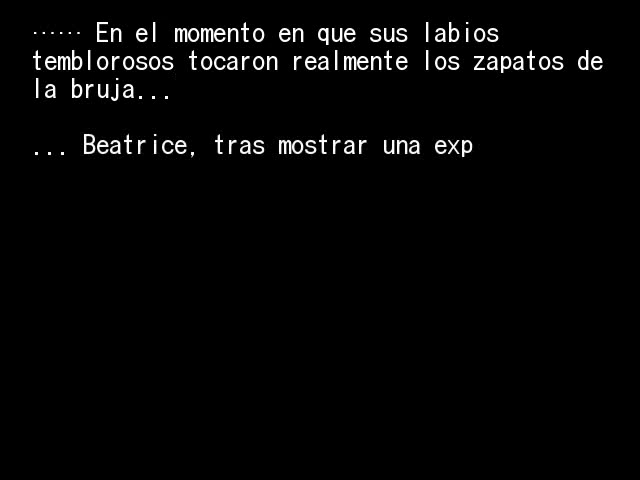 …… En el momento en que sus labios
temblorosos tocaron realmente los zapatos de
la bruja...
... Beatrice, tras mostrar una exp